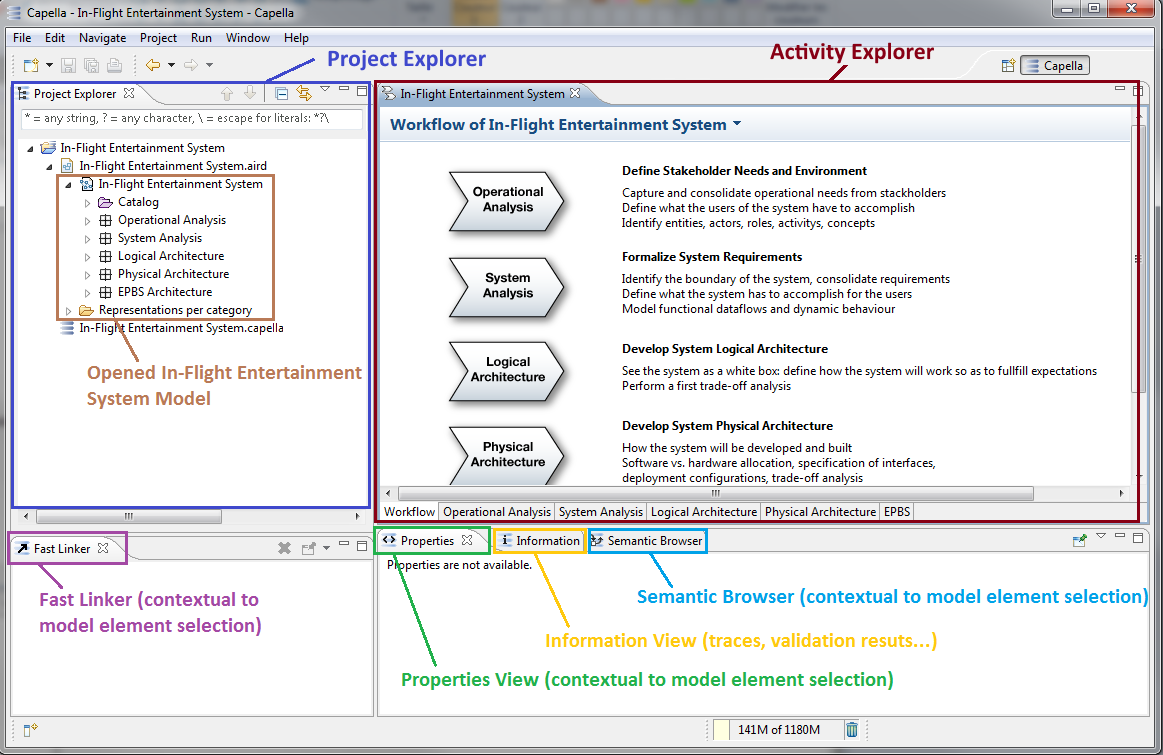 Capella - In-Flight Entertainment System - Capella
File Edit Navigate Project Run Window Help
Project Explorer
Activity Explorer
Capella
Project Explorer
* = any string, ? = any character, \ = escape for literals: *?\
In-Flight Entertainment System
In-Flight Entertainment System.aird
In-Flight Entertainment System
Catalog
Operational Analysis
System Analysis
Logical Architecture
Physical Architecture
EPBS Architecture
Representations per category
In-Flight Entertainment System.capella
Opened In-Flight Entertainment
System Model
In-Flight Entertainment System
Workflow of In-Flight Entertainment System
Operational
Analysis
Define Stakeholder Needs and Environment
Capture and consolidate operational needs from stackholders
Define what the users of the system have to accomplish
Identify entities, actors, roles, activitys, concepts
System
Analysis
Formalize System Requirements
Identify the boundary of the system, consolidate requirements
Define what the system has to accomplish for the users
Model functional dataflows and dynamic behaviour
Logical
Architecture
Develop System Logical Architecture
See the system as a white box: define how the system will work so as to fullfill expectations
Perform a first trade-off analysis
Physical
Architecture
Develop System Physical Architecture
How the system will be developed and built
Software vs. hardware allocation, specification of interfaces,
deployment configurations, trade-off analysis
Workflow Operational Analysis System Analysis Logical Architecture Physical Architecture EPBS
Fast Linker
Fast Linker (contextual to
model element selection)
Properties Information Semantic Browser
Properties are not available.
Semantic Browser (contextual to model element selection)
Information View (traces, validation resuts...)
Properties View (contextual to model element selection)
141M of 1180M